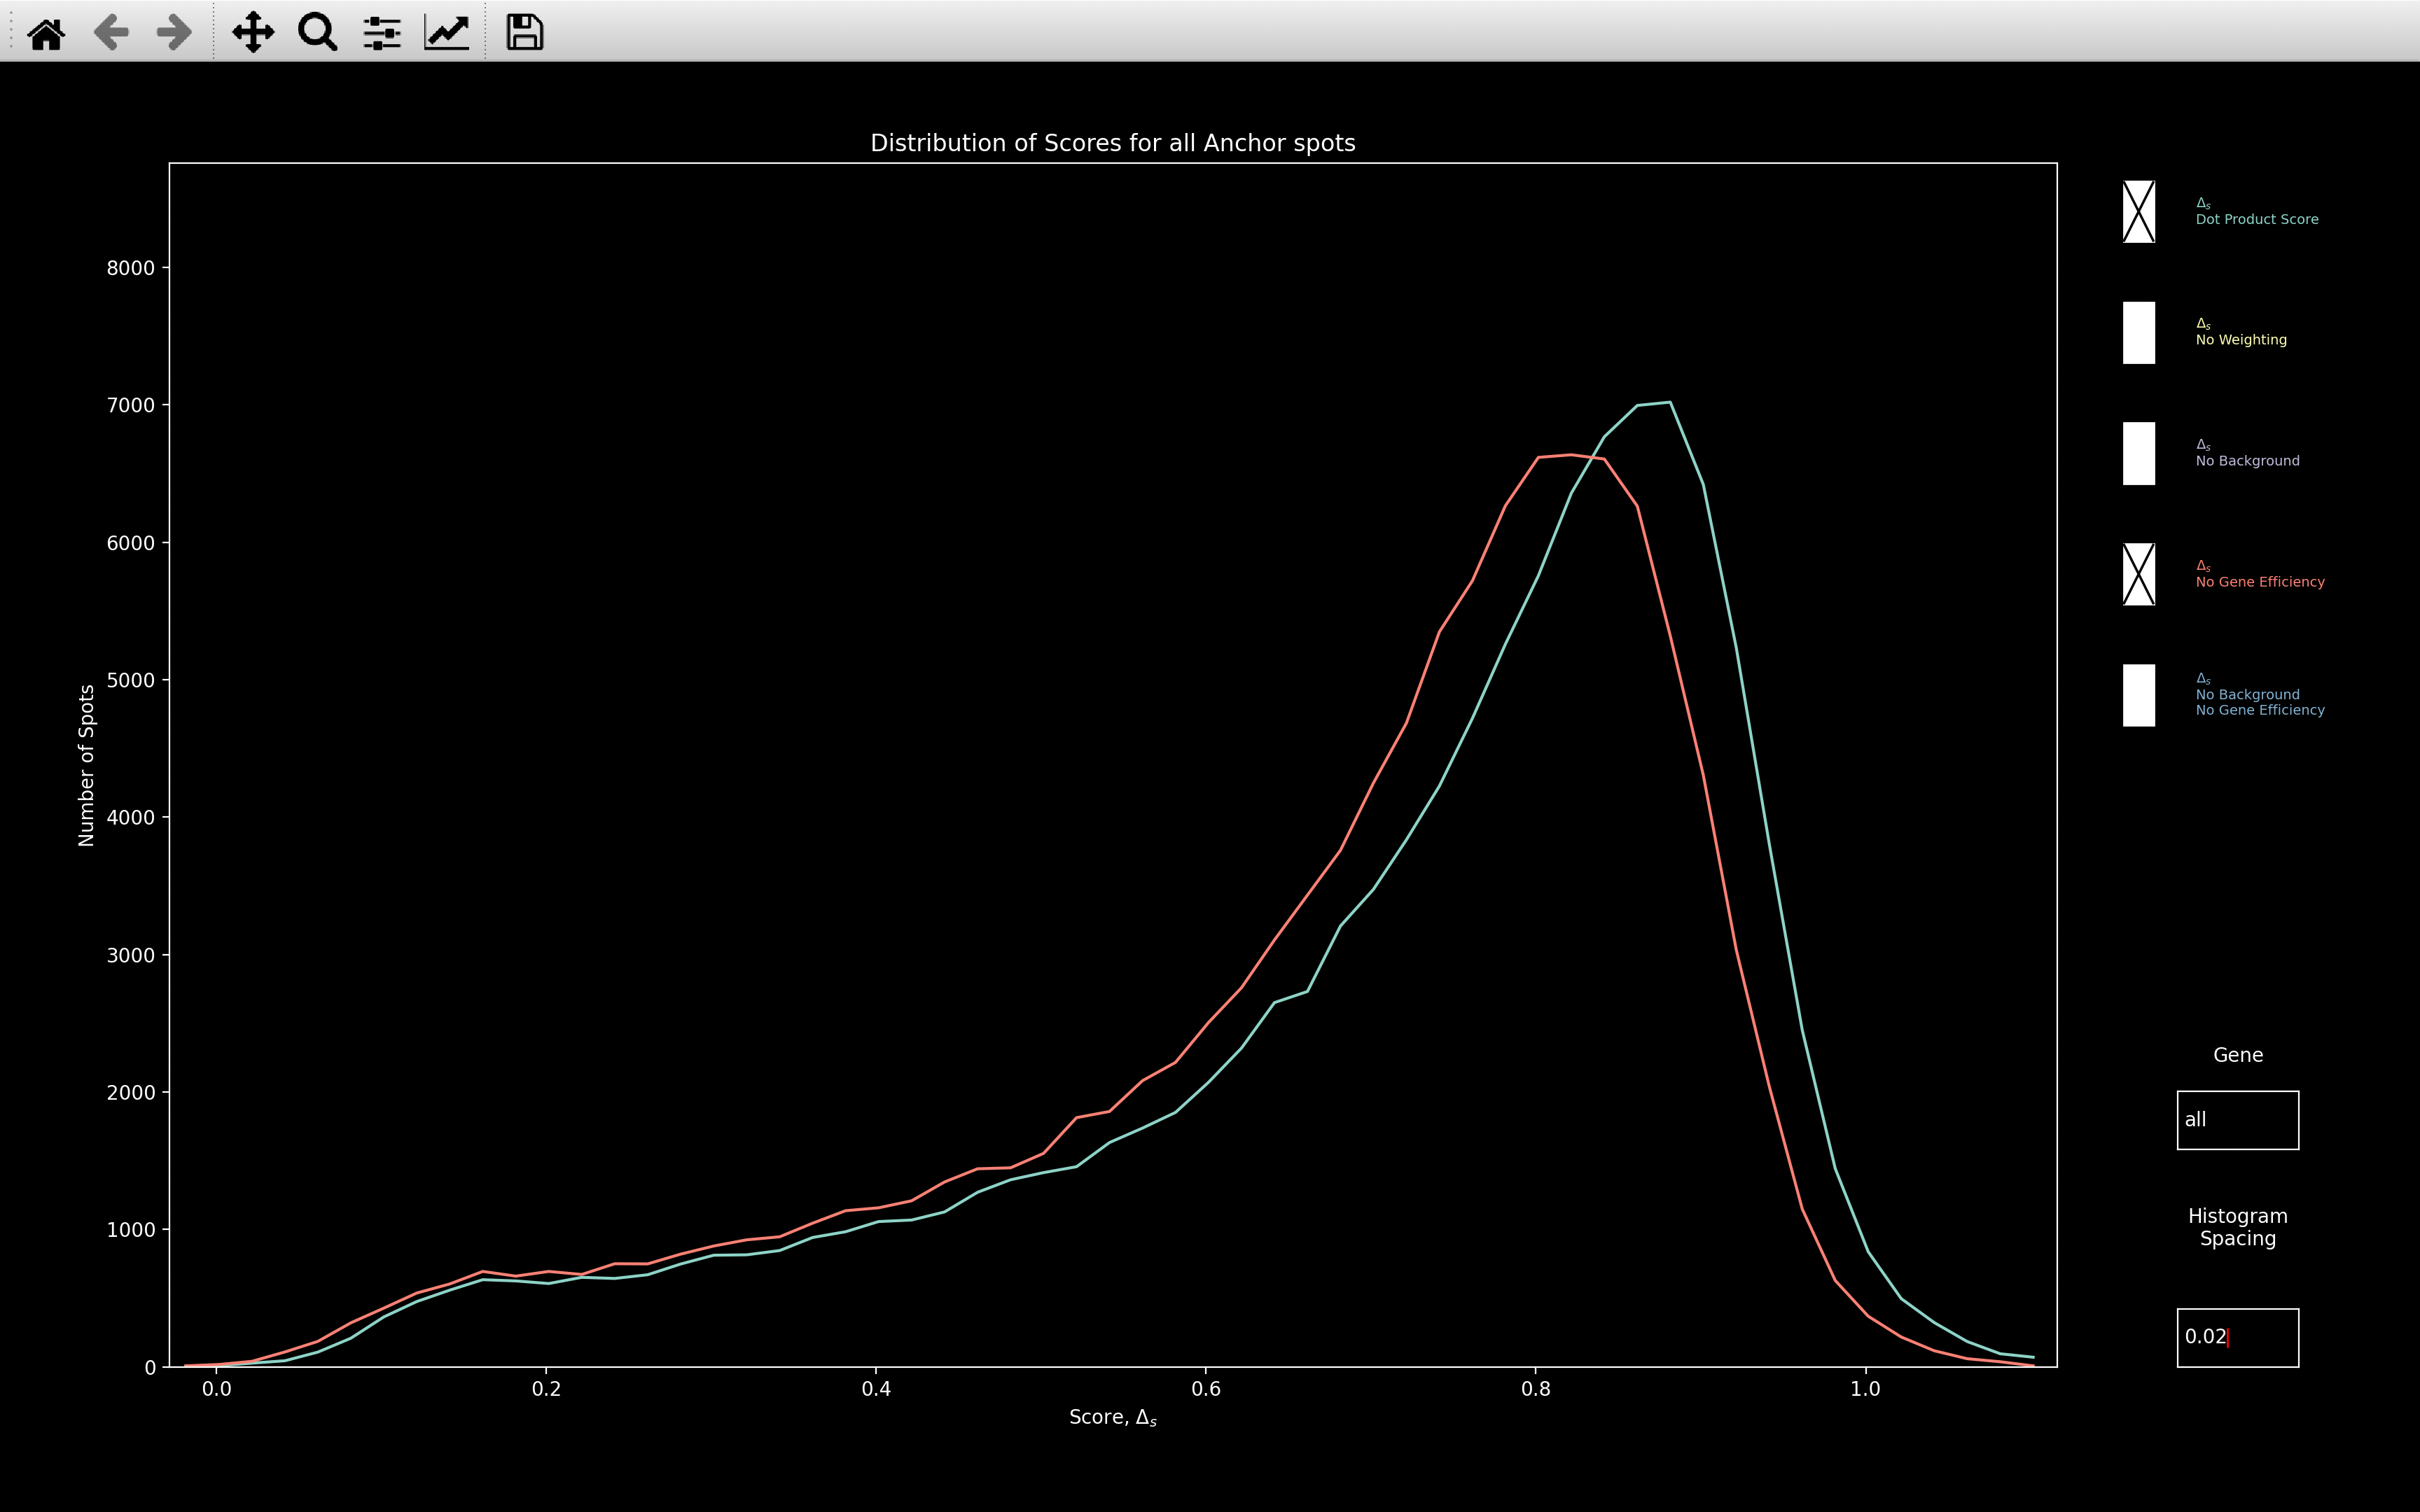 Distribution of Scores for all Anchor spots
8000
7000
6000
5000
4000
3000
2000
1000
0
Number of Spots
0.0 0.2 0.4 0.6 0.8 1.0
Score, Δs
Δs
Dot Product Score
Δs
No Weighting
Δs
No Background
Δs
No Gene Efficiency
Δs
No Background
No Gene Efficiency
Gene
all
Histogram
Spacing
0.02